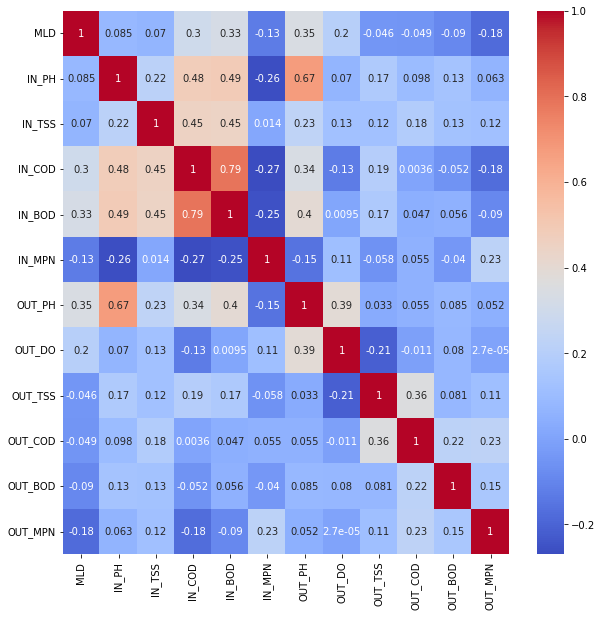 MLD 1 0.085 0.07 0.3 0.33 -0.13 0.35 0.2 -0.046 -0.049 -0.09 -0.18
IN_PH 0.085 1 0.22 0.48 0.49 -0.26 0.67 0.07 0.17 0.098 0.13 0.063
IN_TSS 0.07 0.22 1 0.45 0.45 0.014 0.23 0.13 0.12 0.18 0.13 0.12
IN_COD 0.3 0.48 0.45 1 0.79 -0.27 0.34 -0.13 0.19 0.0036 -0.052 -0.18
IN_BOD 0.33 0.49 0.45 0.79 1 -0.25 0.4 0.0095 0.17 0.047 0.056 -0.09
IN_MPN -0.13 -0.26 0.014 -0.27 -0.25 1 -0.15 0.11 -0.058 0.055 -0.04 0.23
OUT_PH 0.35 0.67 0.23 0.34 0.4 -0.15 1 0.39 0.033 0.055 0.085 0.052
OUT_DO 0.2 0.07 0.13 -0.13 0.0095 0.11 0.39 1 -0.21 -0.011 0.08 2.7e-05
OUT_TSS -0.046 0.17 0.12 0.19 0.17 -0.058 0.033 -0.21 1 0.36 0.081 0.11
OUT_COD -0.049 0.098 0.18 0.0036 0.047 0.055 0.055 -0.011 0.36 1 0.22 0.23
OUT_BOD -0.09 0.13 0.13 -0.052 0.056 -0.04 0.085 0.08 0.081 0.22 1 0.15
OUT_MPN -0.18 0.063 0.12 -0.18 -0.09 0.23 0.052 2.7e-05 0.11 0.23 0.15 1
MLD IN_PH IN_TSS IN_COD IN_BOD IN_MPN OUT_PH OUT_DO OUT_TSS OUT_COD OUT_BOD OUT_MPN
1.0
0.8
0.6
0.4
0.2
0.0
−0.2